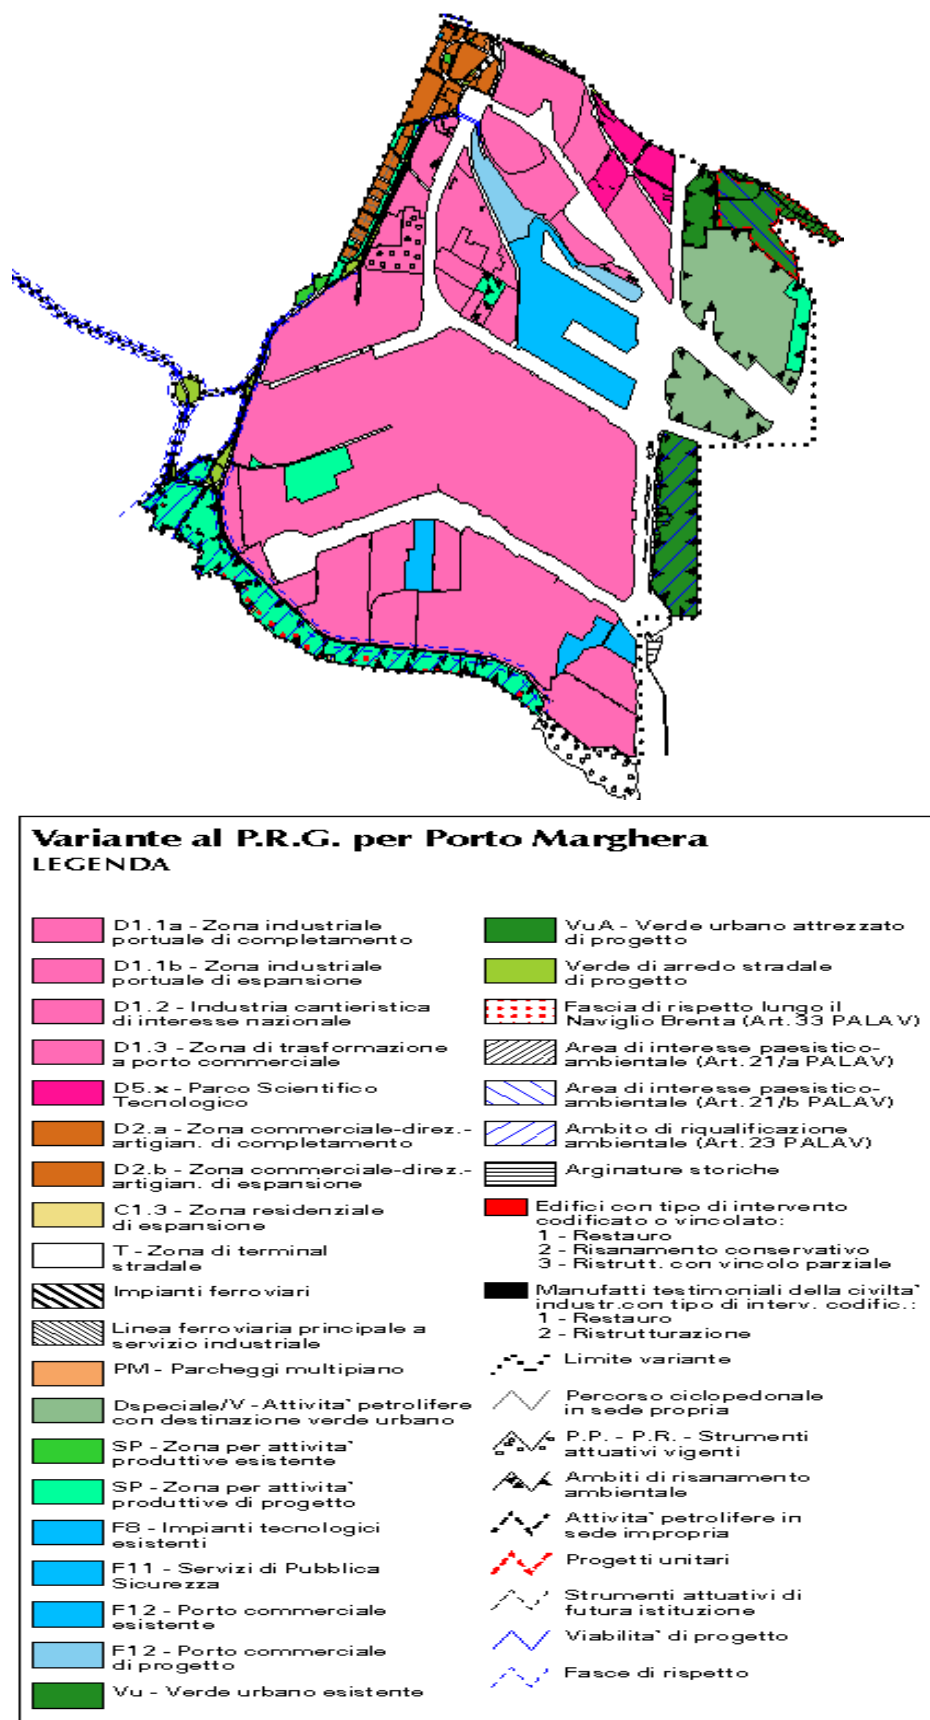 Variante al P.R.G. per Porto Marghera
LEGENDA
D1.1a - Zona industriale
portuale di completamento
D1.1b - Zona industriale
portuale di espansione
D1.2 - Industria cantieristica
di interesse nazionale
D1.3 - Zona di trasformazione
a porto commerciale
D5.x - Parco Scientifico
Tecnologico
D2.a - Zona commerciale-direz.-
artigian. di completamento
D2.b - Zona commerciale-direz.-
artigian. di espansione
C1.3 - Zona residenziale
di espansione
T - Zona di terminal
stradale
Impianti ferroviari
Linea ferroviaria principale a
servizio industriale
PM - Parcheggi multipiano
Dspeciale/V - Attivita` petrolifere
con destinazione verde urbano
SP - Zona per attivita`
produttive esistente
SP - Zona per attivita`
produttive di progetto
F8 - Impianti tecnologici
esistenti
F11 - Servizi di Pubblica
Sicurezza
F12 - Porto commerciale
esistente
F12 - Porto commerciale
di progetto
Vu - Verde urbano esistente
VuA - Verde urbano attrezzato
di progetto
Verde di arredo stradale
di progetto
Fascia di rispetto lungo il
Naviglio Brenta (Art. 33 PALAV)
Area di interesse paesistico-
ambientale (Art. 21/a PALAV)
Area di interesse paesistico-
ambientale (Art. 21/b PALAV)
Ambito di riqualificazione
ambientale (Art. 23 PALAV)
Arginature storiche
Edifici con tipo di intervento
codificato o vincolato:
1 - Restauro
2 - Risanamento conservativo
3 - Ristrutt. con vincolo parziale
Manufatti testimoniali della civilta`
industr.con tipo di interv. codific.:
1 - Restauro
2 - Ristrutturazione
Limite variante
Percorso ciclopedonale
in sede propria
P.P. - P.R. - Strumenti
attuativi vigenti
Ambiti di risanamento
ambientale
Attivita` petrolifere in
sede impropria
Progetti unitari
Strumenti attuativi di
futura istituzione
Viabilita` di progetto
Fasce di rispetto